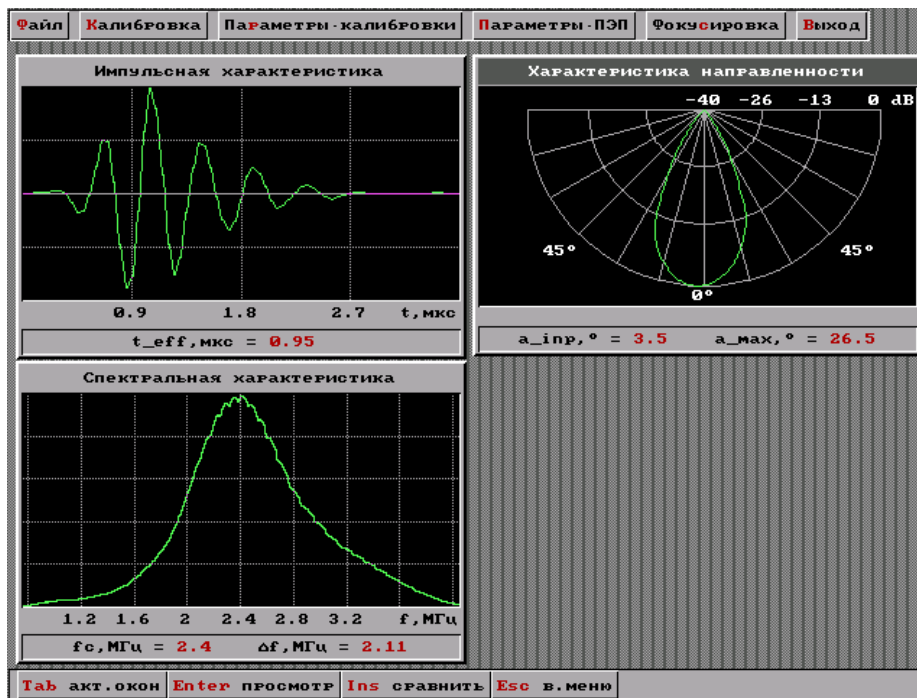 Файл Калибровка Параметры·калибровки Параметры·ПЭП Фокусировка Выход
Импульсная характеристика
0.9 1.8 2.7 t,мкс
t_eff,мкс = 0.95
Характеристика направленности
-40 -26 -13 0 dB
45° 45°
0°
a_inp,° = 3.5 a_мах,° = 26.5
Спектральная характеристика
1.2 1.6 2 2.4 2.8 3.2 f,МГц
fc,МГц = 2.4 Δf,МГц = 2.11
Tab акт.окон Enter просмотр Ins сравнить Esc в.меню